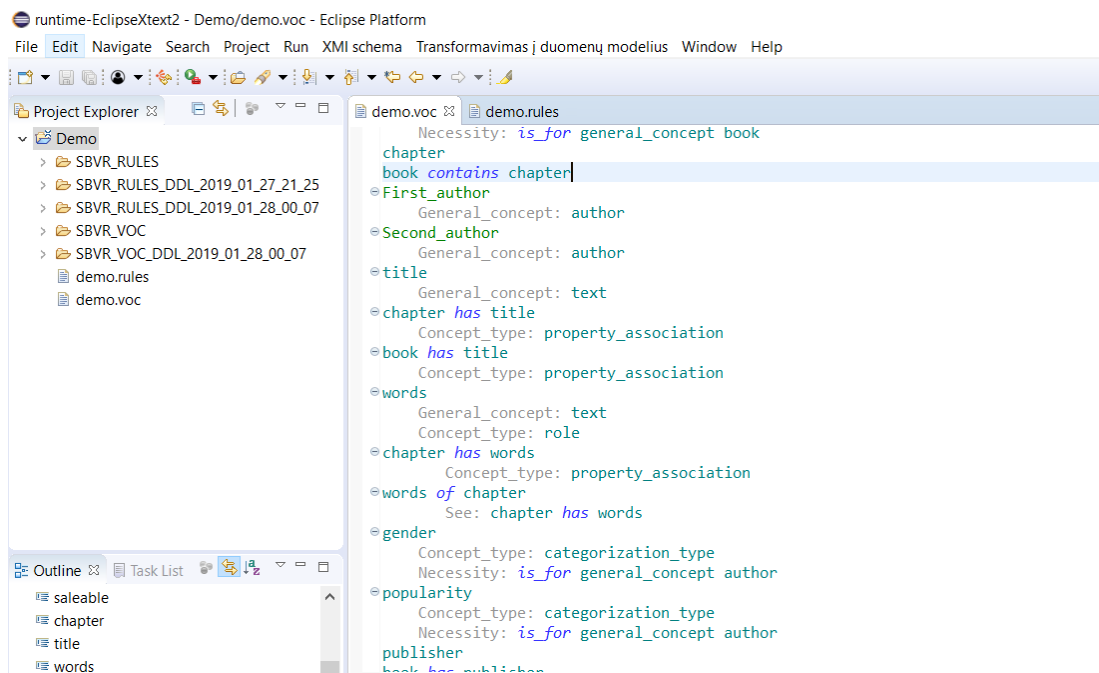 runtime-EclipseXtext2 - Demo/demo.voc - Eclipse Platform
File Edit Navigate Search Project Run XMI schema Transformavimas į duomenų modelius Window Help
Project Explorer
Demo
SBVR_RULES
SBVR_RULES_DDL_2019_01_27_21_25
SBVR_RULES_DDL_2019_01_28_00_07
SBVR_VOC
SBVR_VOC_DDL_2019_01_28_00_07
demo.rules
demo.voc
Outline Task List
saleable
chapter
title
words
demo.voc demo.rules
Necessity: is_for general_concept book
chapter
book contains chapter
First_author
General_concept: author
Second_author
General_concept: author
title
General_concept: text
chapter has title
Concept_type: property_association
book has title
Concept_type: property_association
words
General_concept: text
Concept_type: role
chapter has words
Concept_type: property_association
words of chapter
See: chapter has words
gender
Concept_type: categorization_type
Necessity: is_for general_concept author
popularity
Concept_type: categorization_type
Necessity: is_for general_concept author
publisher
book has publisher